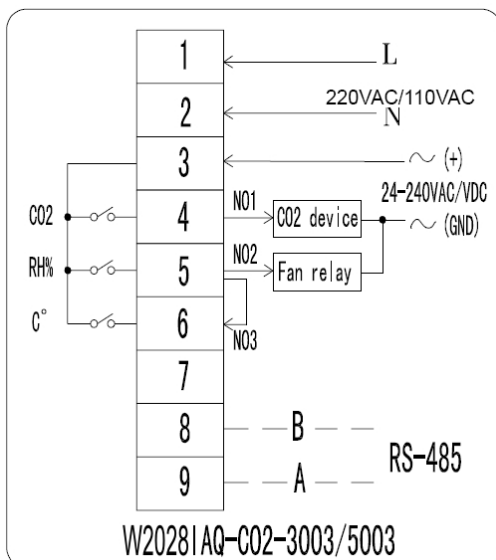 1 L
220VAC/110VAC
2 N
3 ~ (+)
24-240VAC/VDC
CO2 4 NO1 CO2 device ~ (GND)
RH% 5 NO2 Fan relay
C° 6 NO3
7
8 B
RS-485
9 A
W2028IAQ-CO2-3003/5003